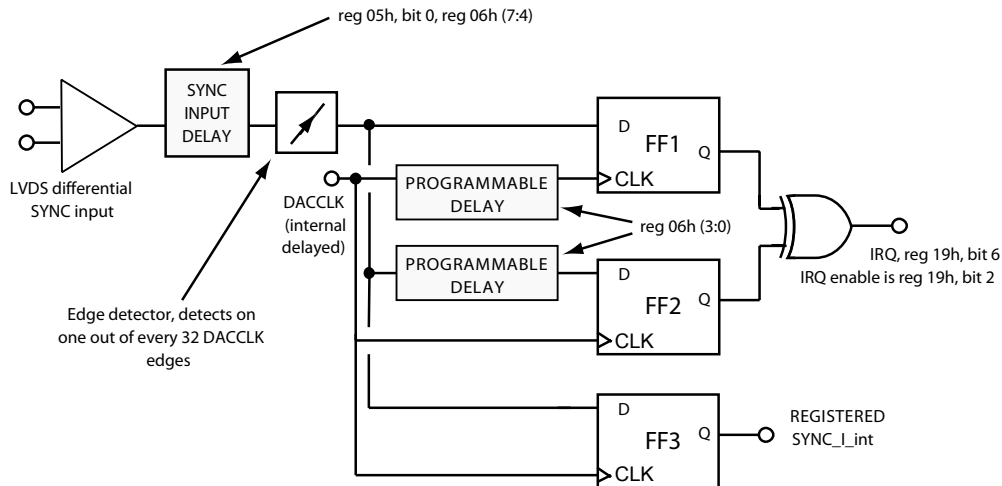 reg 05h, bit 0, reg 06h (7:4)
SYNC
INPUT
DELAY
LVDS differential
SYNC input
DACCLK
(internal
delayed)
PROGRAMMABLE
DELAY
reg 06h (3:0)
PROGRAMMABLE
DELAY
Edge detector, detects on
one out of every 32 DACCLK
edges
D
FF1
Q
CLK
D
FF2
Q
CLK
IRQ, reg 19h, bit 6
IRQ enable is reg 19h, bit 2
D
FF3
Q
CLK
REGISTERED
SYNC_I_int